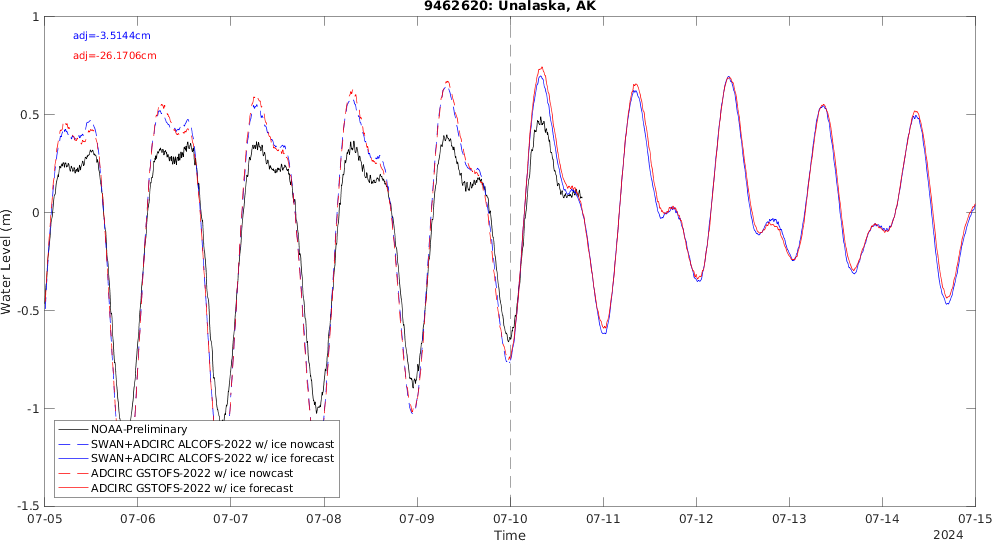 9462620: Unalaska, AK
adj=-3.5144cm
adj=-26.1706cm
Water Level (m)
1
0.5
0
-0.5
-1
-1.5
NOAA-Preliminary
SWAN+ADCIRC ALCOFS-2022 w/ ice nowcast
SWAN+ADCIRC ALCOFS-2022 w/ ice forecast
ADCIRC GSTOFS-2022 w/ ice nowcast
ADCIRC GSTOFS-2022 w/ ice forecast
07-05 07-06 07-07 07-08 07-09 07-10 07-11 07-12 07-13 07-14 07-15
Time
2024